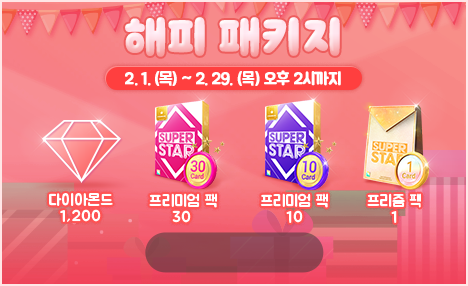 해피 패키지
2. 1. (목) ~ 2. 29. (목) 오후 2시까지
SUPER
STAR
30
Card
SUPER
STAR
10
Card
SUPER
STAR
1
Card
다이아몬드
1,200
프리미엄 팩
30
프리미엄 팩
10
프리즘 팩
1